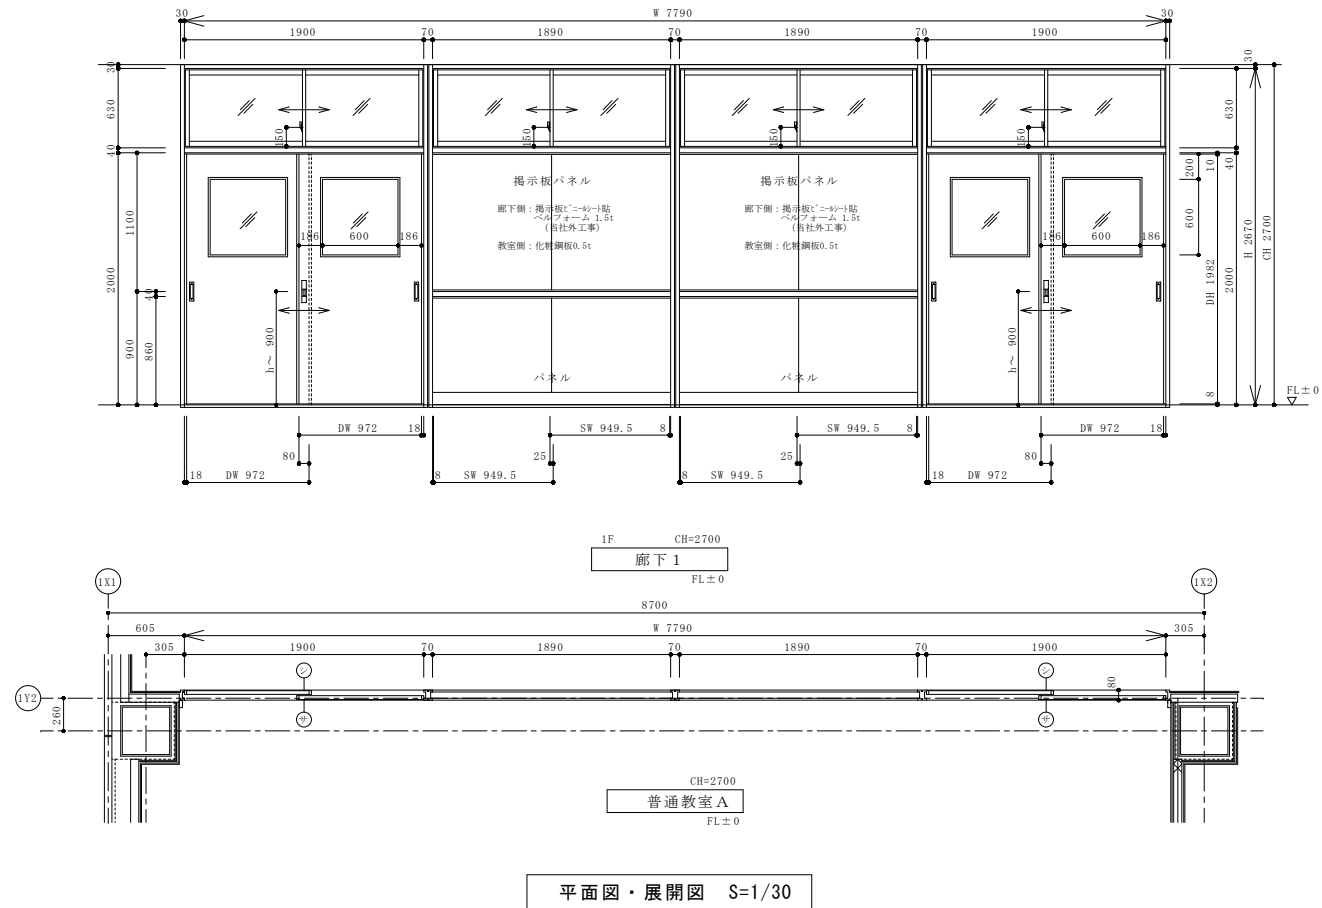 30 W 7790 30
1900 70 1890 70 1890 70 1900
30
630
40
1100
2000
40
900
860
150
150
150
150
30
630
200
10
40
600
H 2670
CH 2700
DH 1982
2000
8
FL±0
掲示板パネル
廊下側：掲示板ビニールシート貼
ベルフォーム 1.5t
(当社外工事)
教室側：化粧鋼板0.5t
掲示板パネル
廊下側：掲示板ビニールシート貼
ベルフォーム 1.5t
(当社外工事)
教室側：化粧鋼板0.5t
186 600 186
186 600 186
h～ 900
h～ 900
パネル
パネル
DW 972 18
SW 949.5 8
SW 949.5 8
DW 972 18
80
25
25
80
18 DW 972
8 SW 949.5
8 SW 949.5
18 DW 972
1F CH=2700
廊下１
FL±0
1X1
1X2
8700
605 W 7790 305
305 1900 70 1890 70 1890 70 1900
シ
シ
1Y2
260
80
サ
サ
CH=2700
普通教室Ａ
FL±0
平面図・展開図 S=1/30